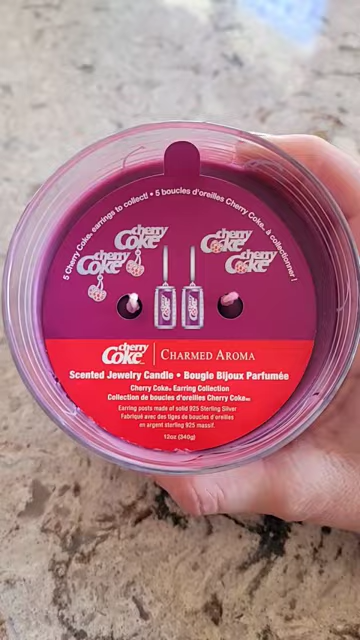 5 Cherry Coke® earrings to collect! • 5 boucles d'oreilles Cherry Coke® à collectionner !
cherry Coke
cherry Coke
cherry Coke
cherry Coke
cherry Coke™ | CHARMED AROMA
Scented Jewelry Candle • Bougie Bijoux Parfumée
Cherry Coke® Earring Collection
Collection de boucles d'oreilles Cherry Coke
Earring posts made of solid 925 Sterling Silver
Fabriqué avec des tiges de boucles d'oreilles
en argent sterling 925 massif.
12oz (340g)